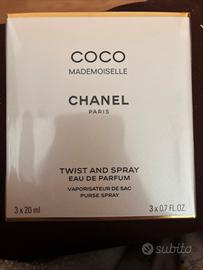 COCO
MADEMOISELLE
CHANEL
PARIS
TWIST AND SPRAY
EAU DE PARFUM
VAPORISATEUR DE SAC
PURSE SPRAY
3 x 20 ml
3 x 0.7 FL.OZ.
subito